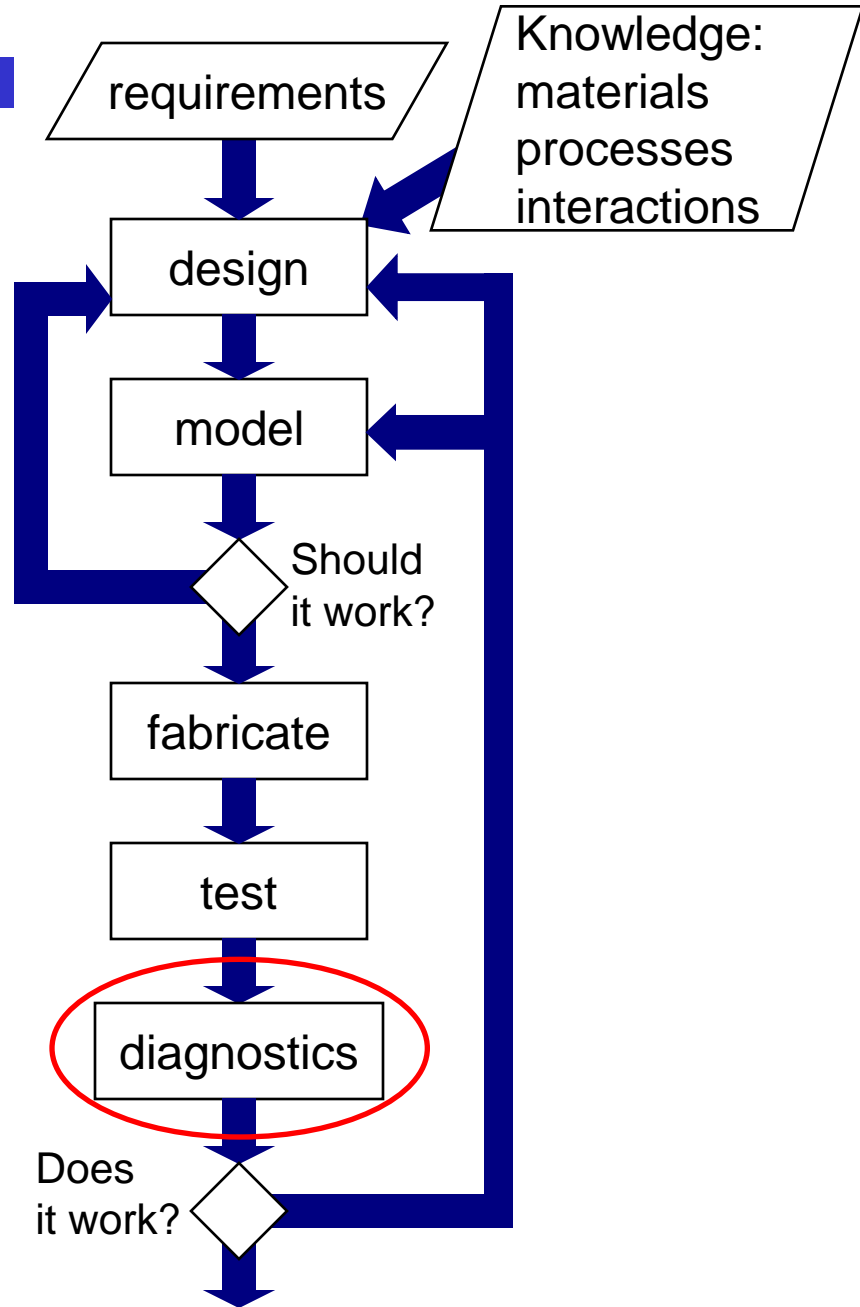 requirements
Knowledge:
materials
processes
interactions
design
model
Should
it work?
fabricate
test
diagnostics
Does
it work?